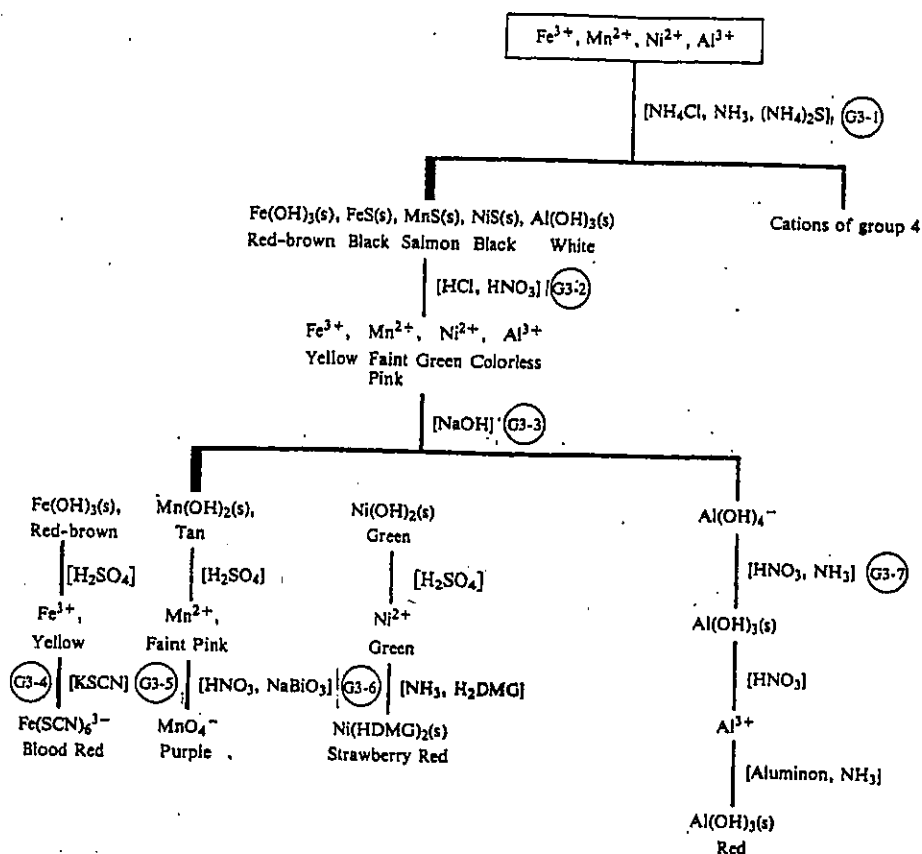 Fe³⁺, Mn²⁺, Ni²⁺, Al³⁺
[NH₄Cl, NH₃, (NH₄)₂S], G3-1
Fe(OH)₃(s), FeS(s), MnS(s), NiS(s), Al(OH)₂(s)
Red-brown Black Salmon Black White
Cations of group 4
[HCl, HNO₃] G3-2
Fe³⁺, Mn²⁺, Ni²⁺, Al³⁺
Yellow Faint Green Colorless
Pink
[NaOH] G3-3
Fe(OH)₃(s), Mn(OH)₂(s), Ni(OH)₂(s) Al(OH)₄⁻
Red-brown Tan Green
[H₂SO₄] [H₂SO₄] [H₂SO₄] [HNO₃, NH₃] G3-7
Fe³⁺, Mn²⁺, Ni²⁺ Al(OH)₃(s)
Yellow Faint Pink Green
G3-4 [KSCN] G3-5 [HNO₃, NaBiO₃] G3-6 [NH₃, H₂DMG] [HNO₃]
Fe(SCN)₆³⁻ MnO₄⁻ Ni(HDMG)₂(s) Al³⁺
Blood Red Purple Strawberry Red
[Aluminon, NH₃]
Al(OH)₃(s)
Red